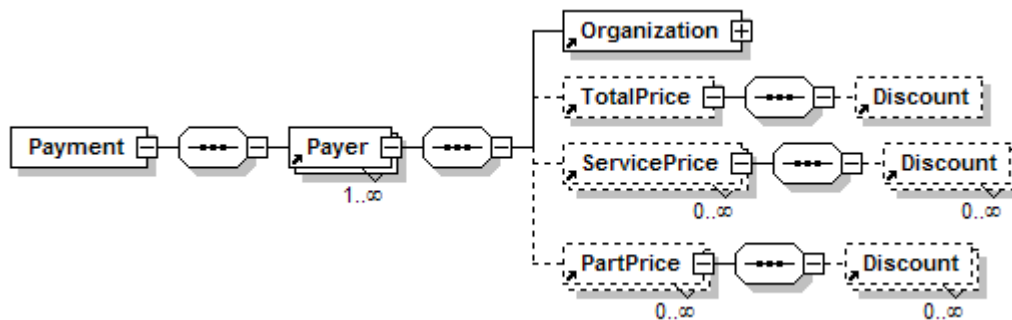 Organization
TotalPrice
Discount
Payment
Payer
1..∞
ServicePrice
0..∞
Discount
0..∞
PartPrice
0..∞
Discount
0..∞